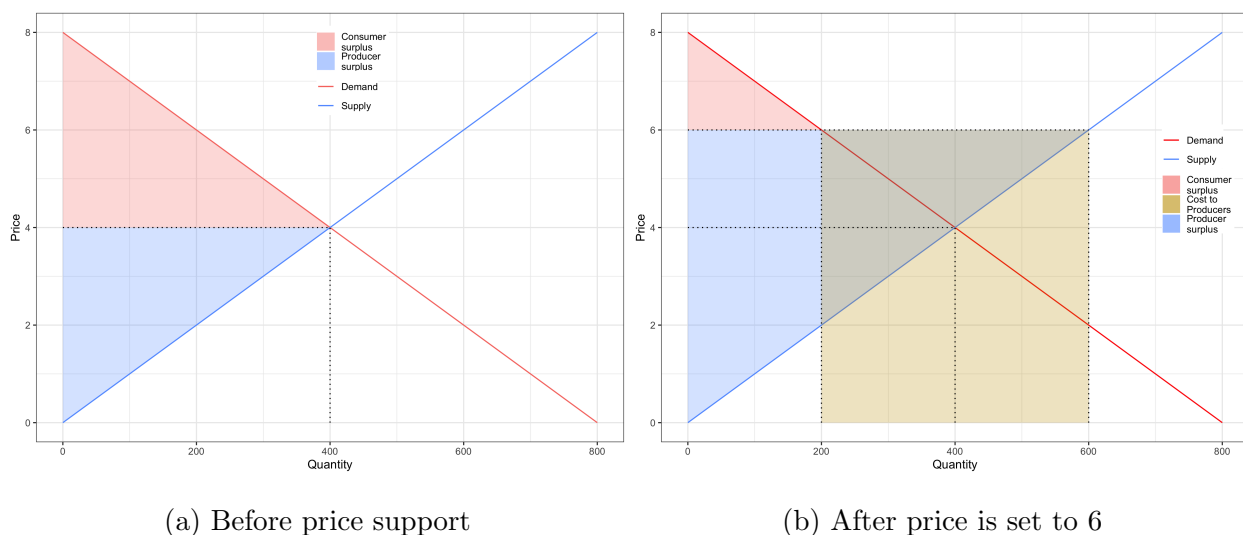 8
6
4
2
0
Price
0
200
400
600
800
Quantity
Consumer
surplus
Producer
surplus
Demand
Supply
(a) Before price support
8
6
4
2
0
Price
0
200
400
600
800
Quantity
Demand
Supply
Consumer
surplus
Cost to
Producers
Producer
surplus
(b) After price is set to 6